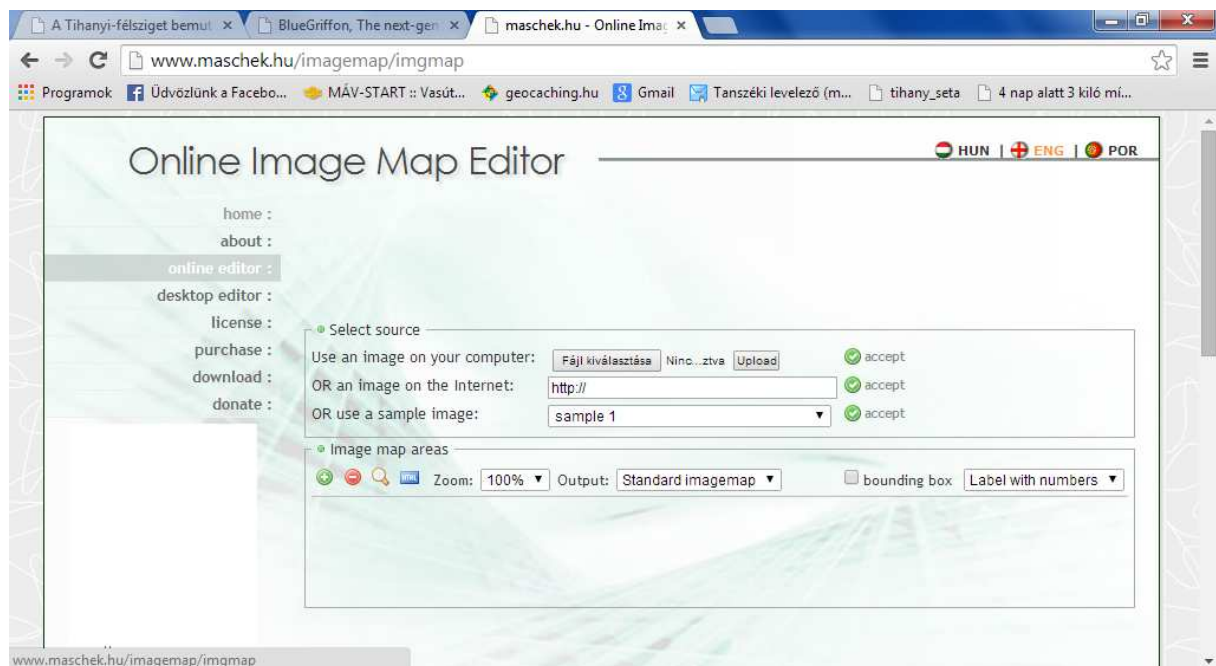 A Tihanyi-félsziget bemut
BlueGriffon, The next-gen
maschek.hu - Online Imag
www.maschek.hu/imagemap/imgmap
Programok Üdvözlünk a Facebo... MÁV-START :: Vasút... geocaching.hu Gmail Tanszéki levelező (m... tihany_seta 4 nap alatt 3 kiló mí...
Online Image Map Editor
HUN | ENG | POR
home :
about :
online editor :
desktop editor :
license :
purchase :
download :
donate :
Select source
Use an image on your computer: Fájl kiválasztása Ninc...ztva Upload accept
OR an image on the Internet: http:// accept
OR use a sample image: sample 1 accept
Image map areas
Zoom: 100% Output: Standard imagemap bounding box Label with numbers
www.maschek.hu/imagemap/imgmap